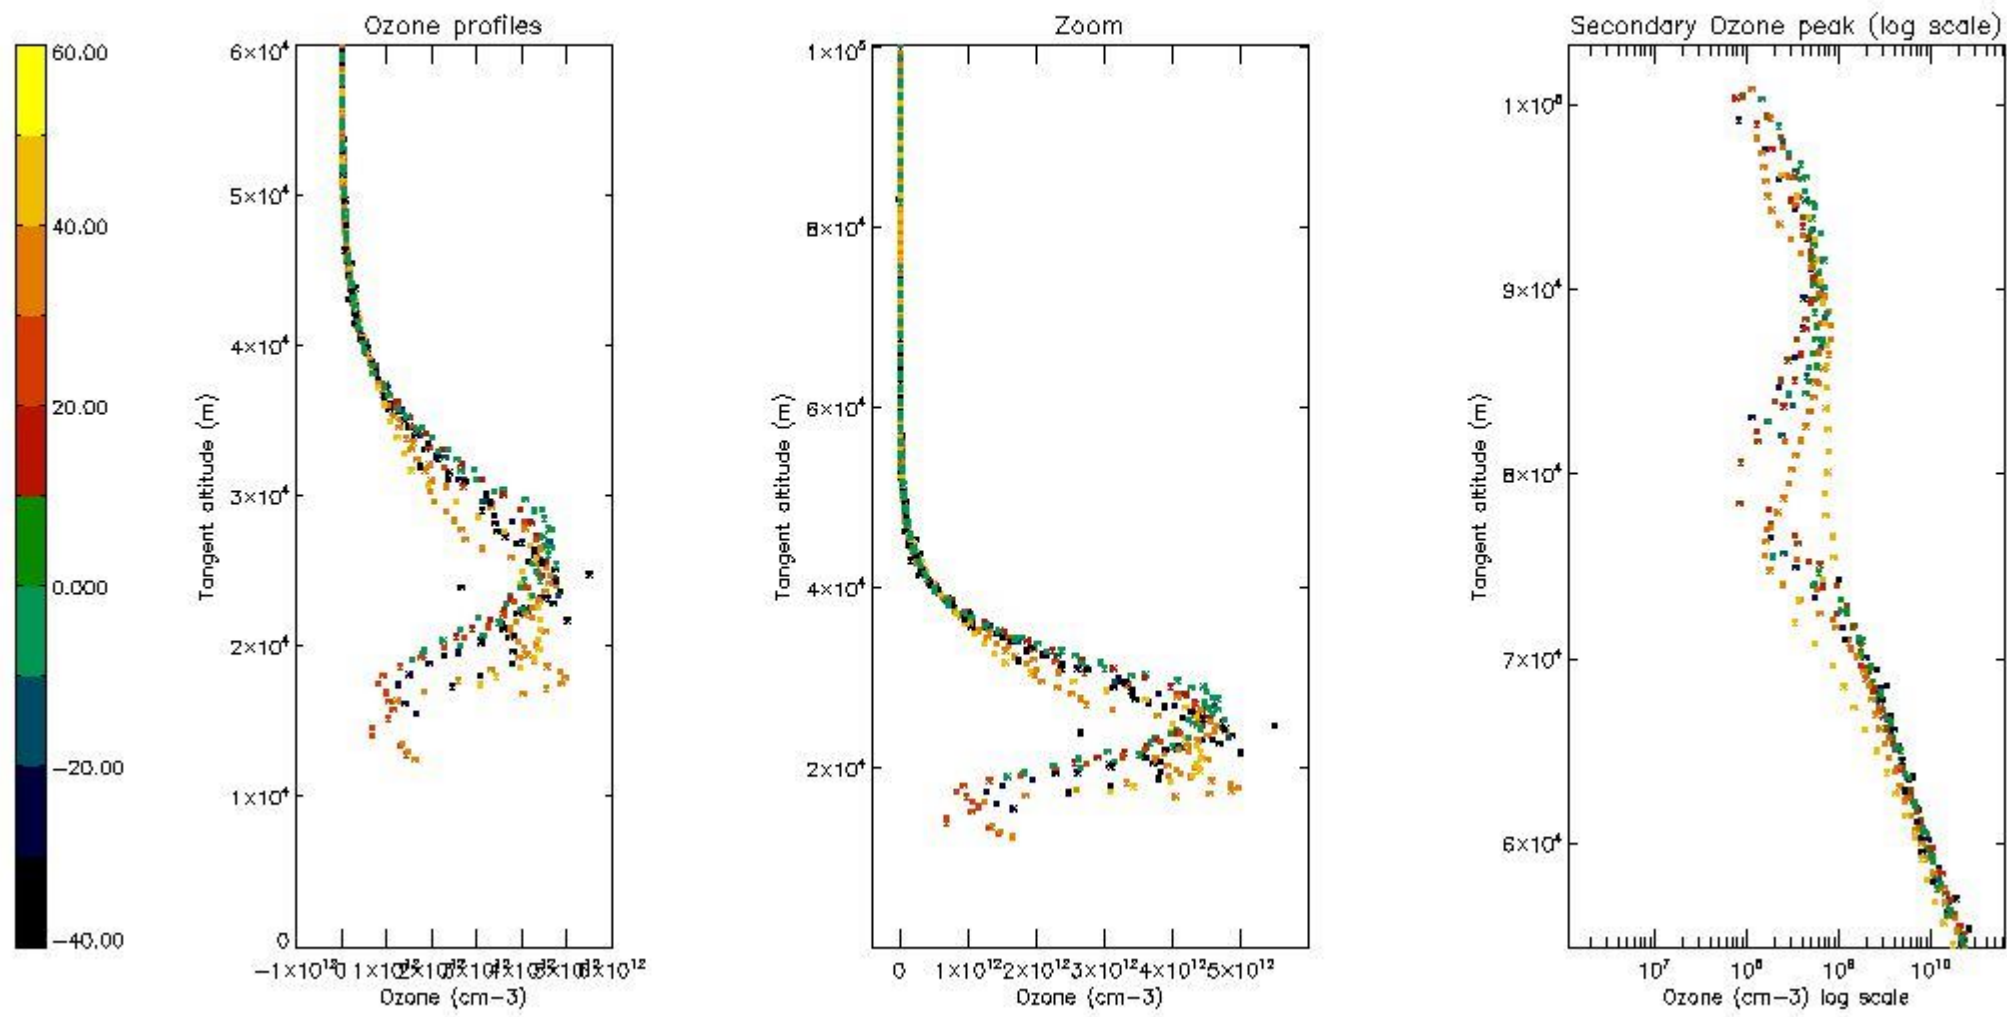 Ozone profiles
Zoom
Secondary Ozone peak (log scale)
60.00
40.00
20.00
0.000
−20.00
−40.00
6×10⁴
5×10⁴
4×10⁴
3×10⁴
2×10⁴
1×10⁴
0
Tangent altitude (m)
Ozone (cm−3)
1×10⁵
8×10⁴
6×10⁴
4×10⁴
2×10⁴
Tangent altitude (m)
0 1×10¹² 2×10¹² 3×10¹² 4×10¹² 5×10¹²
Ozone (cm−3)
9×10⁴
8×10⁴
7×10⁴
6×10⁴
Tangent altitude (m)
10⁷ 10⁸ 10⁹ 10¹⁰
Ozone (cm−3) log scale